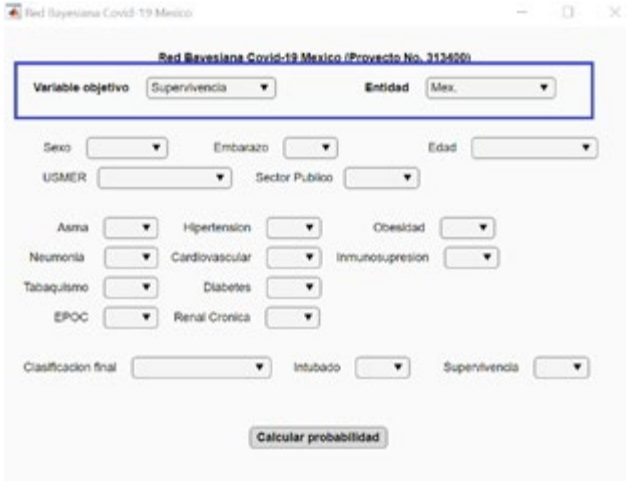 Red Bayesiana Covid-19 Mexico
Red Bayesiana Covid-19 Mexico (Proyecto No. 313400)
Variable objetivo Supervivencia Entidad Mex.
Sexo Embarazo Edad
USMER Sector Publico
Asma Hipertension Obesidad
Neumonia Cardiovascular Inmunosupresion
Tabaquismo Diabetes
EPOC Renal Cronica
Clasificacion final Intubado Supervivencia
Calcular probabilidad